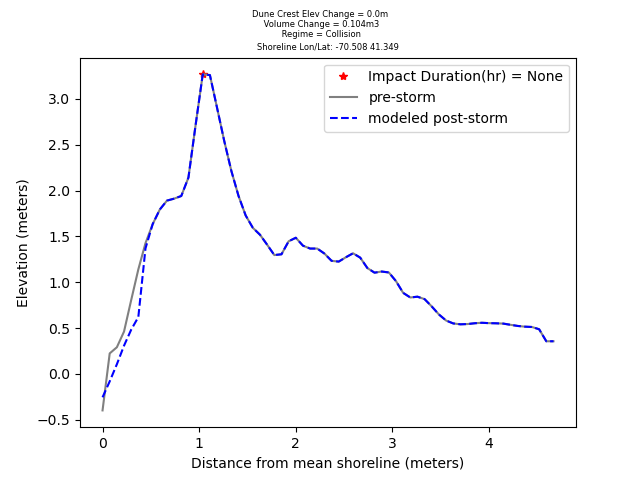 Dune Crest Elev Change = 0.0m
Volume Change = 0.104m3
Regime = Collision
Shoreline Lon/Lat: -70.508 41.349
Impact Duration(hr) = None
pre-storm
modeled post-storm
Elevation (meters)
3.0
2.5
2.0
1.5
1.0
0.5
0.0
−0.5
0 1 2 3 4
Distance from mean shoreline (meters)